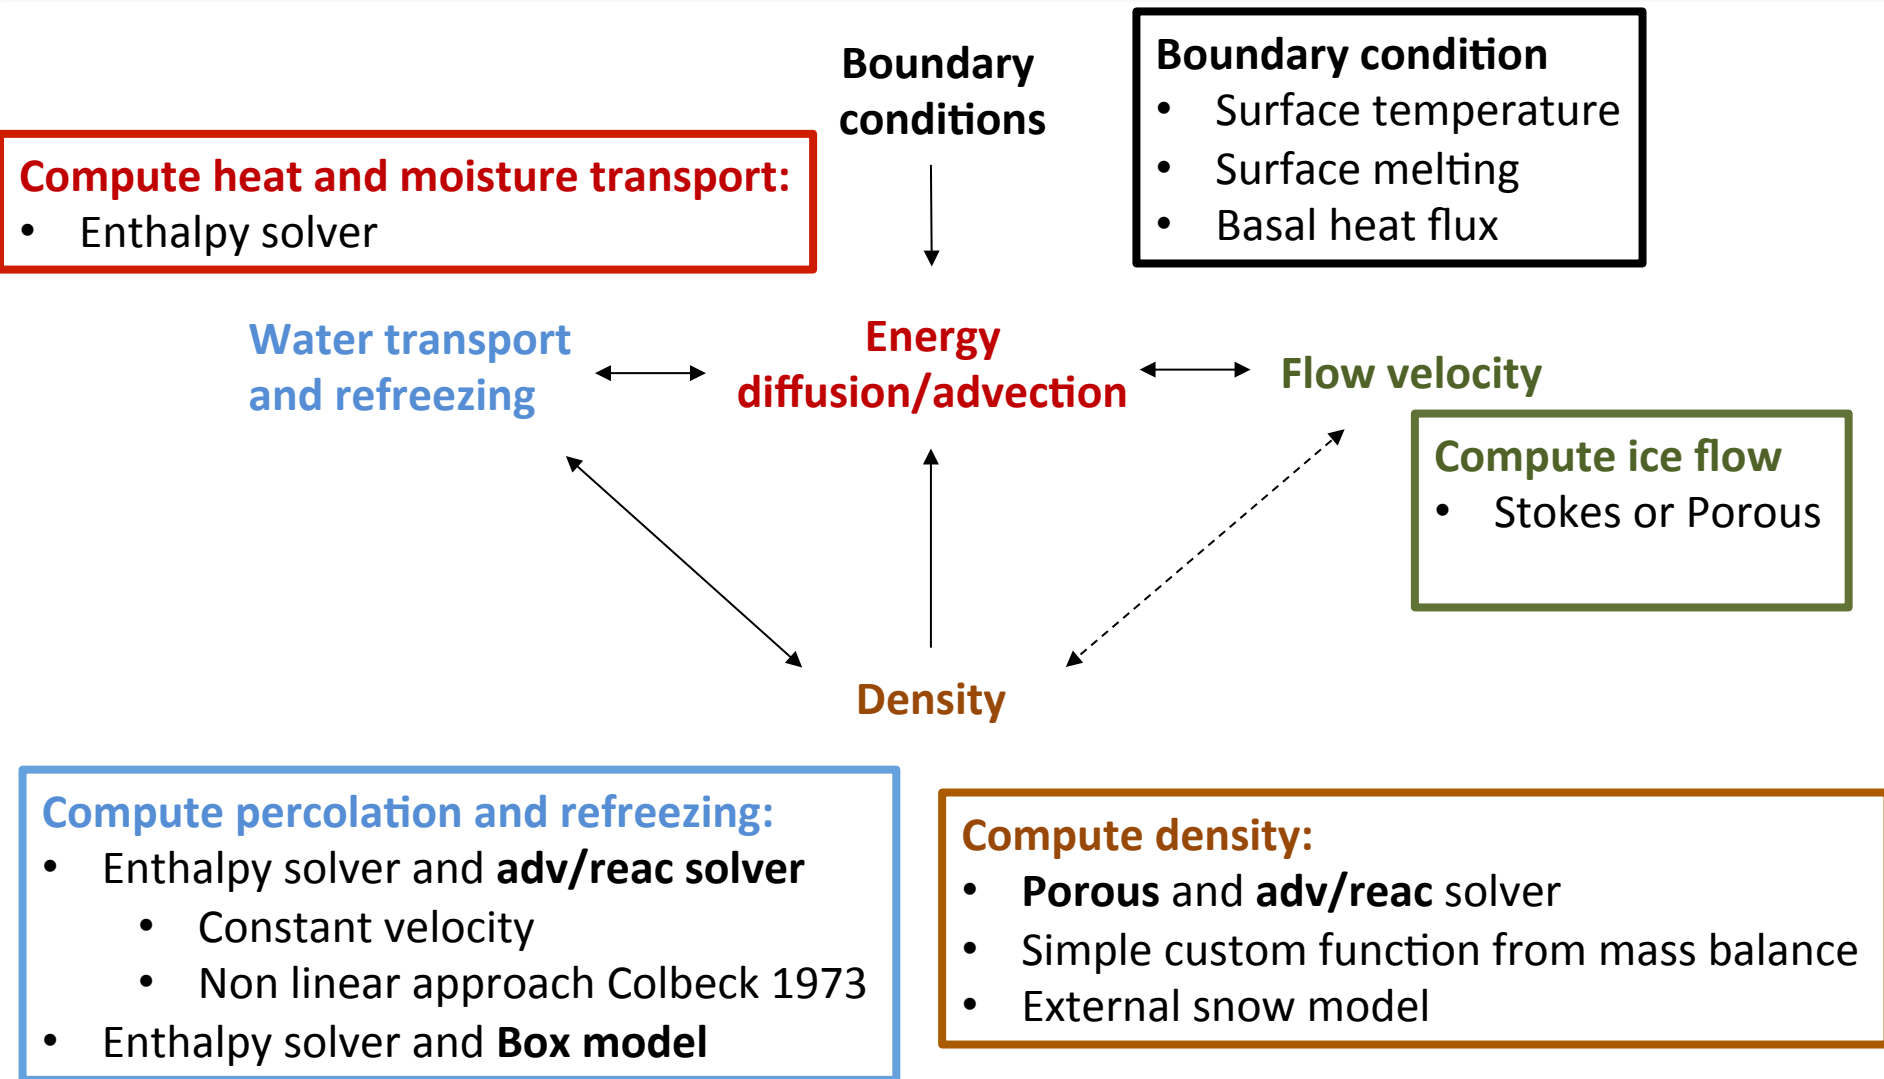 Boundary
conditions
Boundary condition
• Surface temperature
• Surface melting
• Basal heat flux
Compute heat and moisture transport:
• Enthalpy solver
Water transport
and refreezing
Energy
diffusion/advection
Flow velocity
Compute ice flow
• Stokes or Porous
Density
Compute percolation and refreezing:
• Enthalpy solver and adv/reac solver
• Constant velocity
• Non linear approach Colbeck 1973
• Enthalpy solver and Box model
Compute density:
• Porous and adv/reac solver
• Simple custom function from mass balance
• External snow model